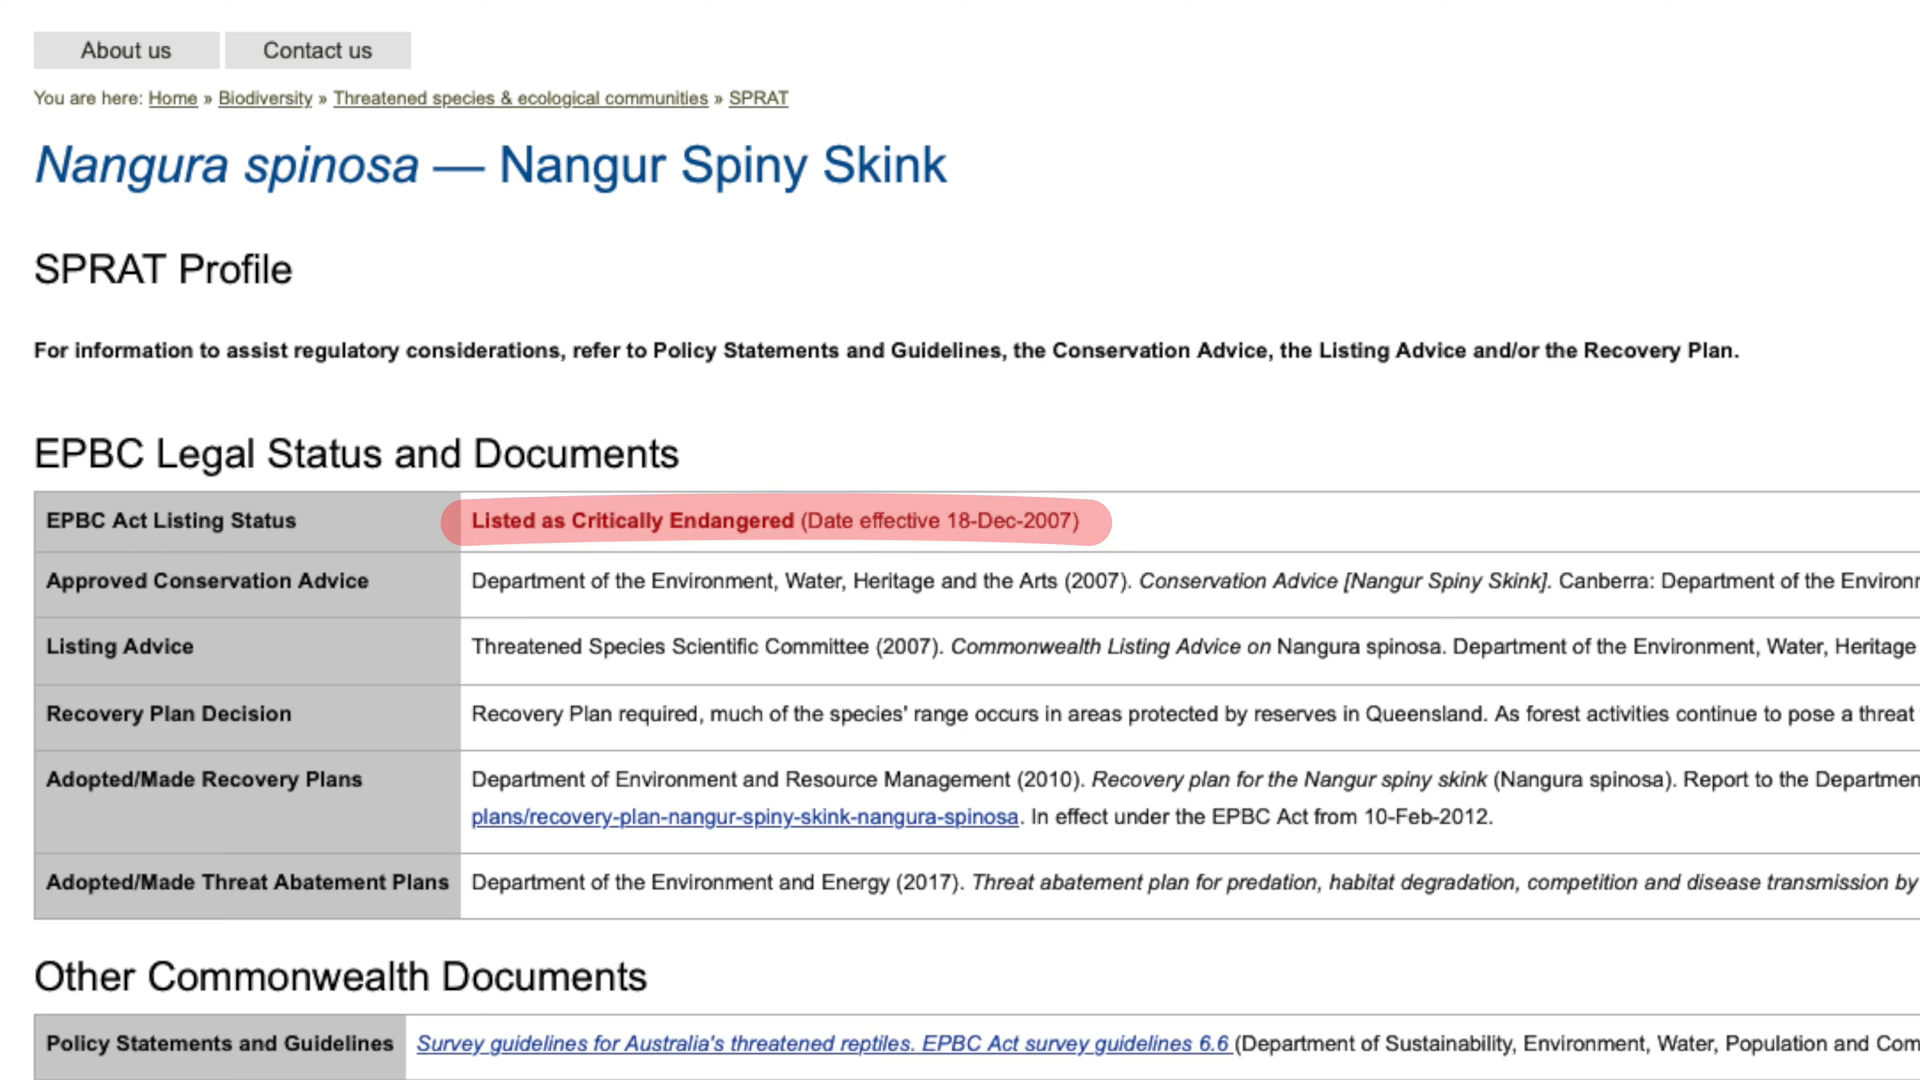 About us
Contact us
You are here: Home » Biodiversity » Threatened species & ecological communities » SPRAT
Nangura spinosa — Nangur Spiny Skink
SPRAT Profile
For information to assist regulatory considerations, refer to Policy Statements and Guidelines, the Conservation Advice, the Listing Advice and/or the Recovery Plan.
EPBC Legal Status and Documents
EPBC Act Listing Status
Listed as Critically Endangered (Date effective 18-Dec-2007)
Approved Conservation Advice
Department of the Environment, Water, Heritage and the Arts (2007). Conservation Advice [Nangur Spiny Skink]. Canberra: Department of the
Listing Advice
Threatened Species Scientific Committee (2007). Commonwealth Listing Advice on Nangura spinosa. Department of the Environment, Water, Heritage
Recovery Plan Decision
Recovery Plan required, much of the species' range occurs in areas protected by reserves in Queensland. As forest activities continue to pose a threat
Adopted/Made Recovery Plans
Department of Environment and Resource Management (2010). Recovery plan for the Nangur spiny skink (Nangura spinosa). Report to the
plans/recovery-plan-nangur-spiny-skink-nangura-spinosa. In effect under the EPBC Act from 10-Feb-2012.
Adopted/Made Threat Abatement Plans
Department of the Environment and Energy (2017). Threat abatement plan for predation, habitat degradation, competition and disease transmission by
Other Commonwealth Documents
Policy Statements and Guidelines
Survey guidelines for Australia's threatened reptiles. EPBC Act survey guidelines 6.6 (Department of Sustainability, Environment, Water, Population and